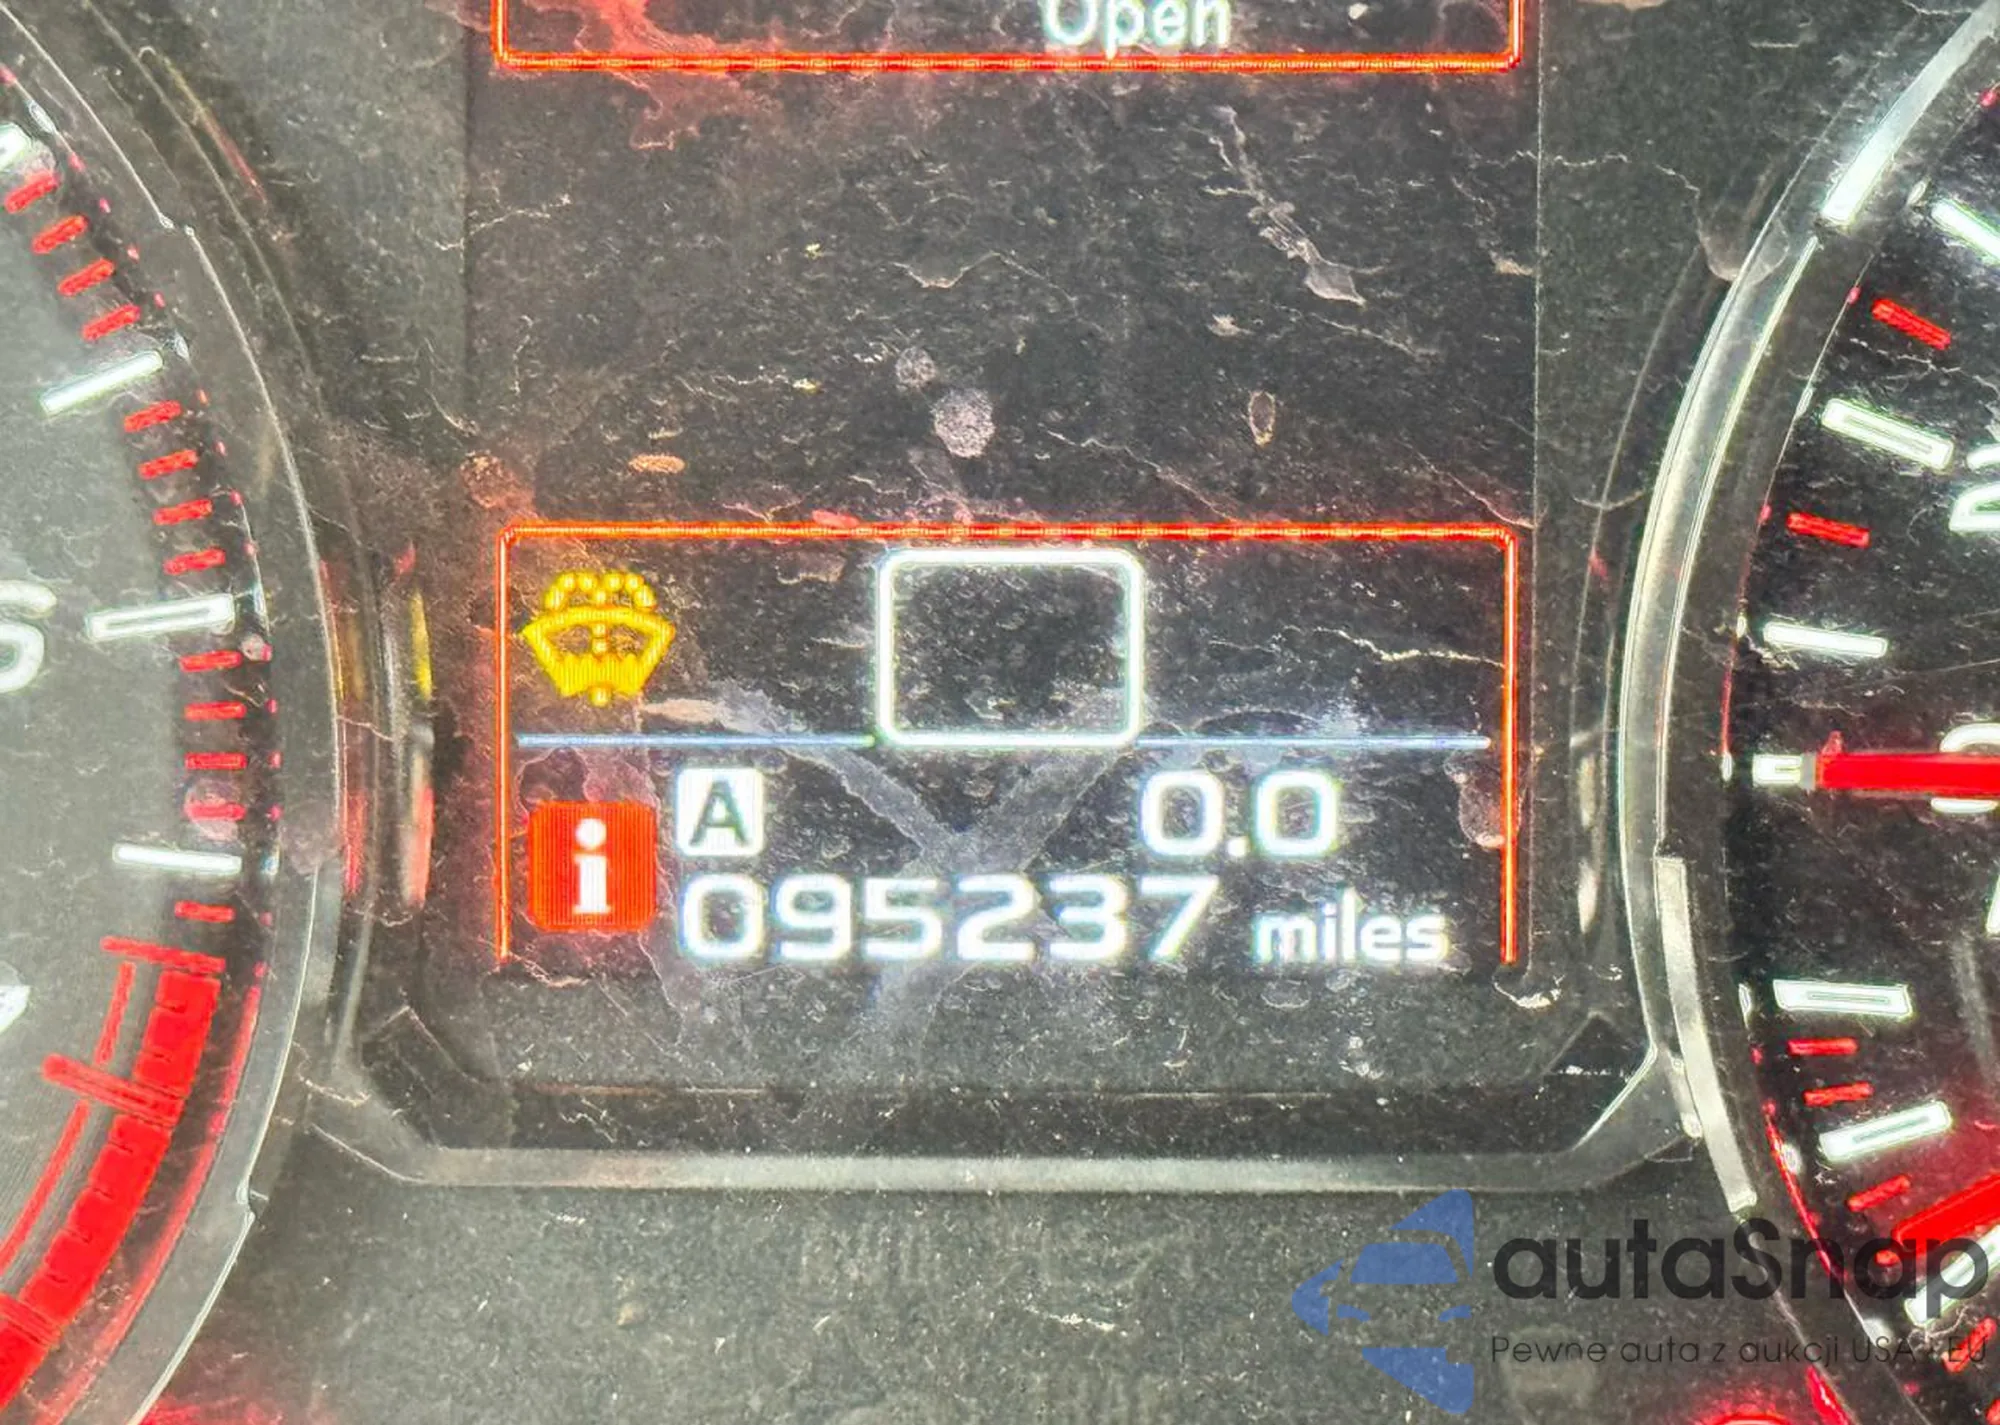 Open
A 0.0
i 095237 miles
autaSnap
Pewne auta z aukcji USA i EU